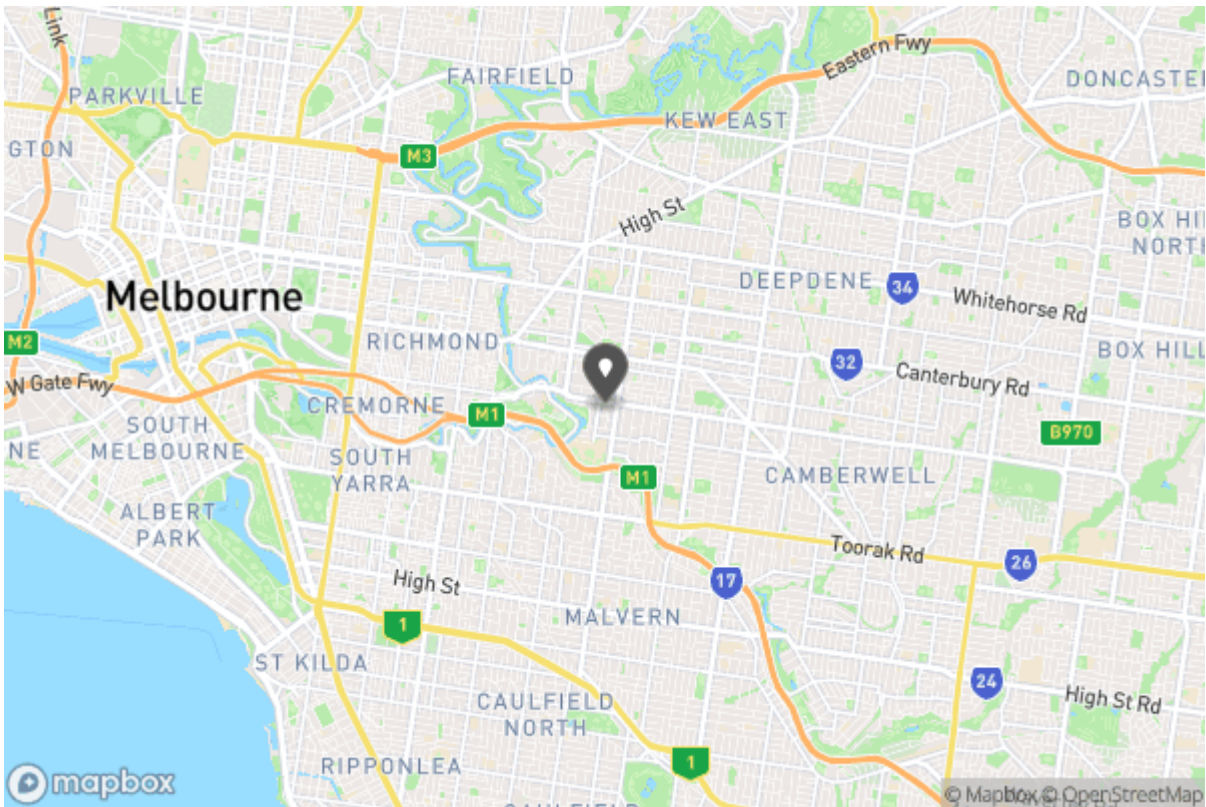 Link
Eastern Fwy
FAIRFIELD
DONCASTER
PARKVILLE
KEW EAST
GTON
M3
High St
BOX HI
NORTH
DEEPDENE
34
Melbourne
Whitehorse Rd
RICHMOND
M2
BOX HILL
32
W Gate Fwy
Canterbury Rd
CREMORNE
M1
B970
SOUTH
MELBOURNE
NE
SOUTH
YARRA
M1
CAMBERWELL
ALBERT
PARK
Toorak Rd
26
High St
17
MALVERN
1
ST KILDA
24
High St Rd
CAULFIELD
NORTH
RIPPONLEA
1
mapbox
© Mapbox © OpenStreetMap